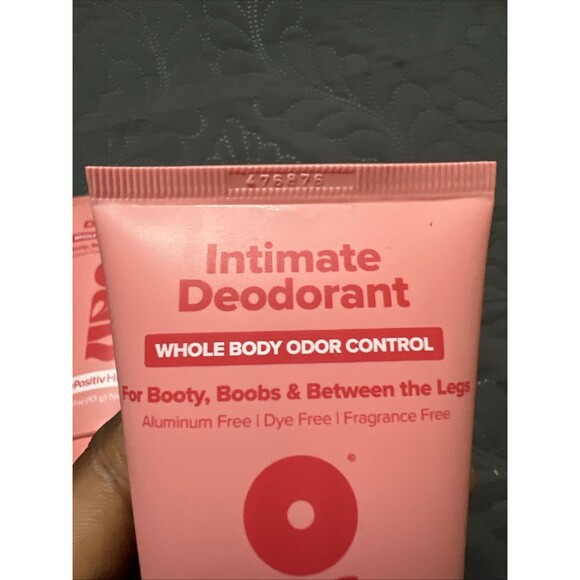 476876
Intimate
Deodorant
WHOLE BODY ODOR CONTROL
For Booty, Boobs & Between the Legs
Aluminum Free | Dye Free | Fragrance Free
®
Positiv